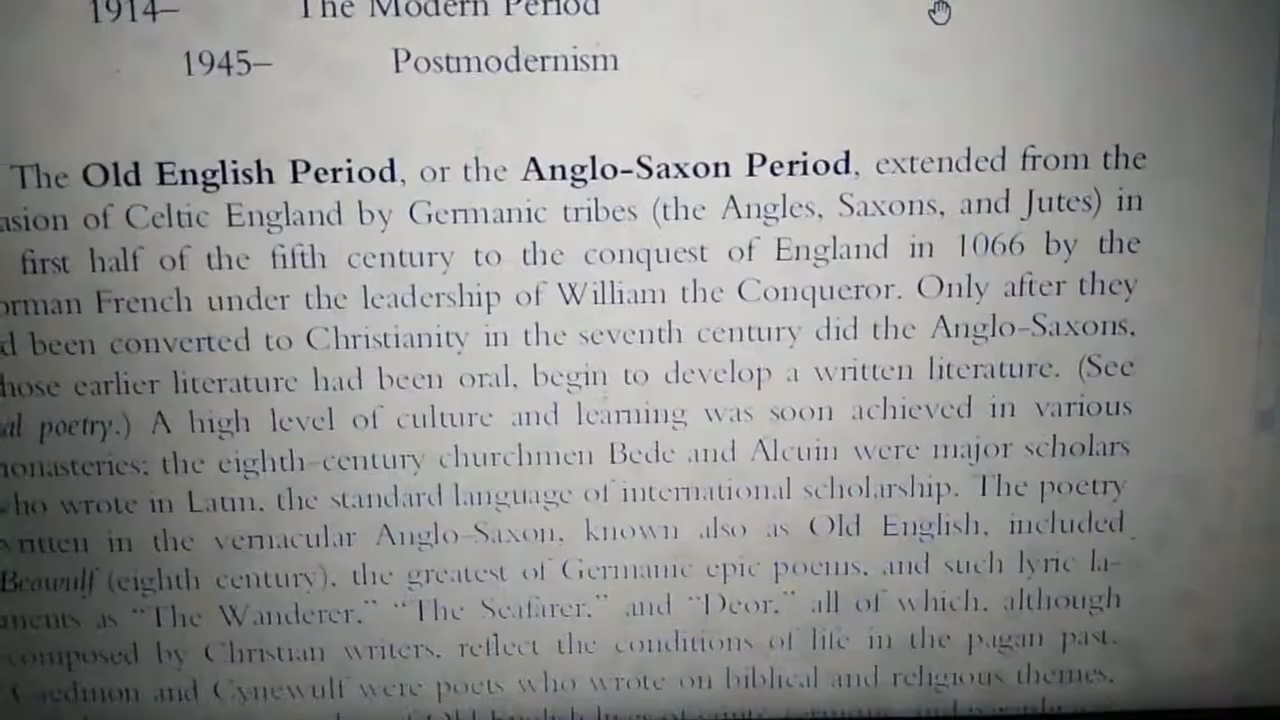 1914– The Modern Period
1945– Postmodernism
The Old English Period, or the Anglo-Saxon Period, extended from the
asion of Celtic England by Germanic tribes (the Angles, Saxons, and Jutes) in
first half of the fifth century to the conquest of England in 1066 by the
orman French under the leadership of William the Conqueror. Only after they
d been converted to Christianity in the seventh century did the Anglo-Saxons,
hose earlier literature had been oral, begin to develop a written literature. (See
al poetry.) A high level of culture and learning was soon achieved in various
monasteries; the eighth-century churchmen Bede and Alcuin were major scholars
who wrote in Latin, the standard language of international scholarship. The poetry
written in the vernacular Anglo-Saxon, known also as Old English, included
Beowulf (eighth century), the greatest of Germanic epic poems, and such lyric la-
ments as "The Wanderer," "The Seafarer," and "Deor," all of which, although
composed by Christian writers, reflect the conditions of life in the pagan past.
Caedmon and Cynewulf were poets who wrote on biblical and religious themes,